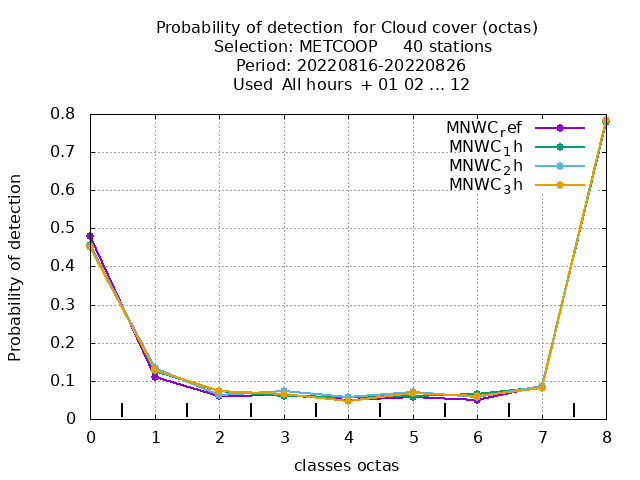 Probability of detection  for Cloud cover (octas)
Selection: METCOOP     40 stations
Period: 20220816-20220826
Used  All hours  + 01 02 ... 12
MNWCref
MNWC1h
MNWC2h
MNWC3h
0.8
0.7
0.6
0.5
0.4
0.3
0.2
0.1
0
Probability of detection
0 1 2 3 4 5 6 7 8
classes octas